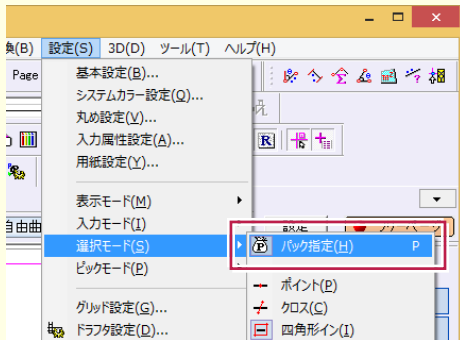 換(B) 設定(S) 3D(D) ツール(T) ヘルプ(H)
Page
基本設定(B)...
システムカラー設定(O)...
丸め設定(V)...
入力属性設定(A)...
用紙設定(Y)...
表示モード(M)
入力モード(I)
自由曲
選択モード(S)
パック指定(H) P
ピックモード(P)
ポイント(P)
グリッド設定(G)...
クロス(C)
ドラフタ設定(D)...
四角形イン(I)